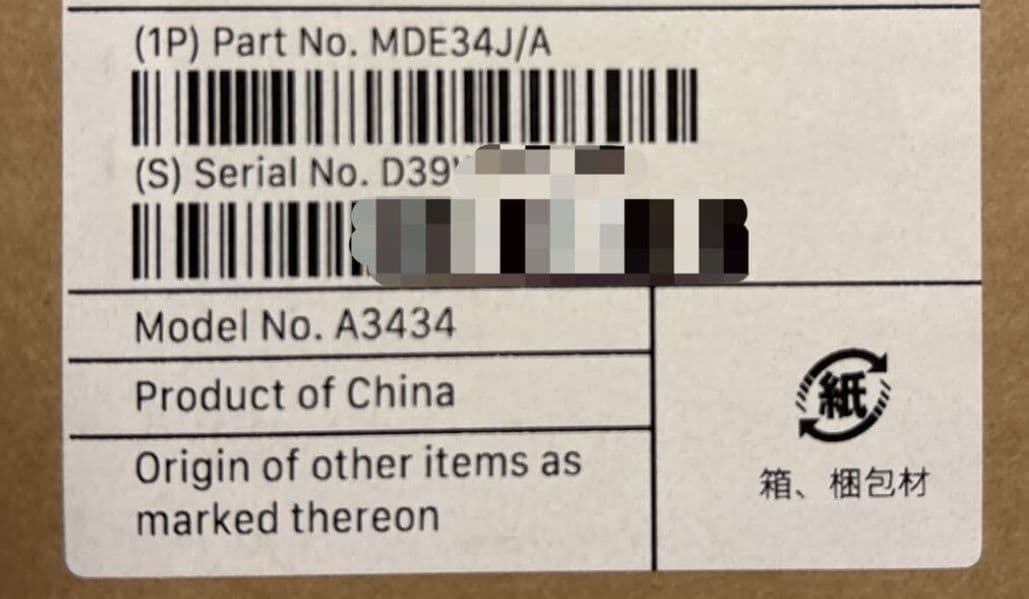 (1P) Part No. MDE34J/A
(S) Serial No. D39
Model No. A3434
Product of China
Origin of other items as
marked thereon
紙
箱、梱包材